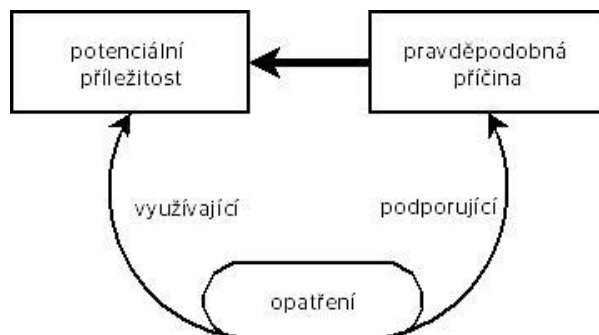 potenciální
příležitost
pravděpodobná
příčina
využívající
podporující
opatření